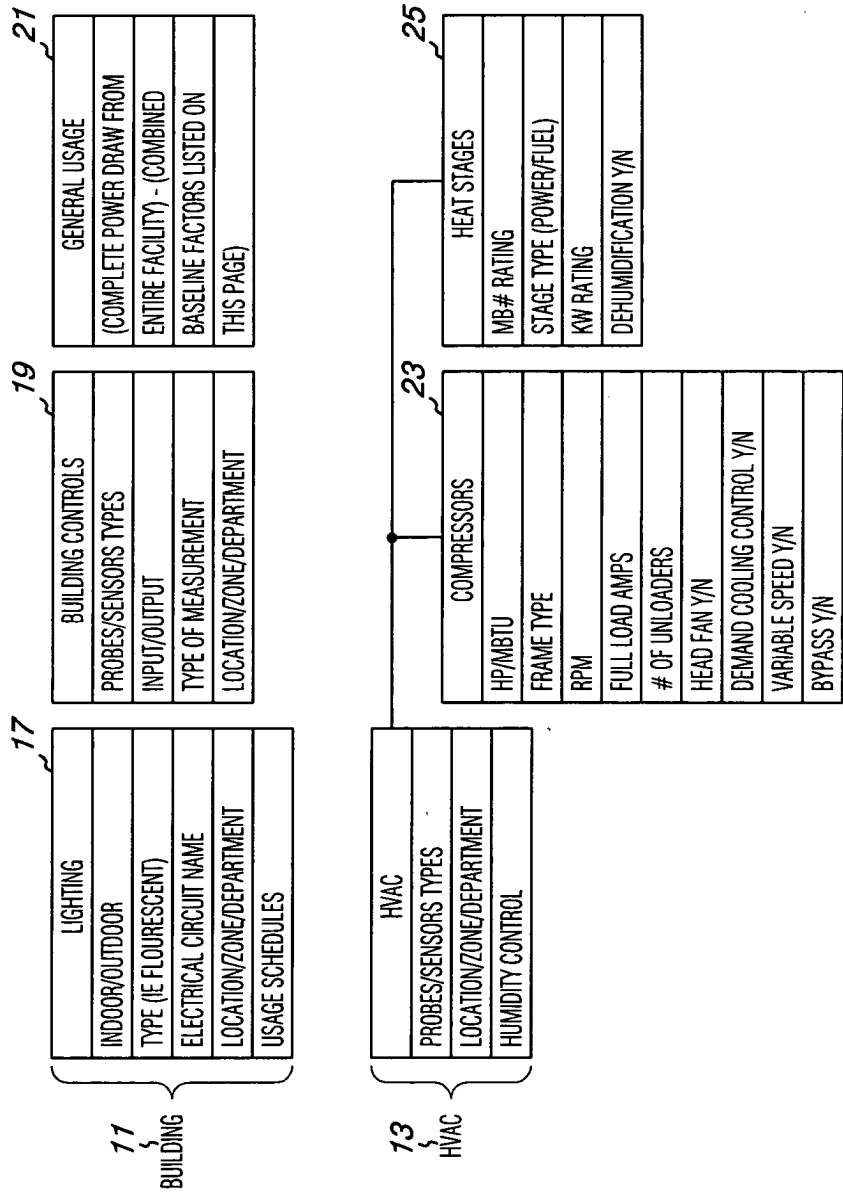 11
BUILDING
17
LIGHTING
INDOOR/OUTDOOR
TYPE (IE FLOURESCENT)
ELECTRICAL CIRCUIT NAME
LOCATION/ZONE/DEPARTMENT
USAGE SCHEDULES
19
BUILDING CONTROLS
PROBES/SENSORS TYPES
INPUT/OUTPUT
TYPE OF MEASUREMENT
LOCATION/ZONE/DEPARTMENT
21
GENERAL USAGE
(COMPLETE POWER DRAW FROM
ENTIRE FACILITY) - (COMBINED
BASELINE FACTORS LISTED ON
THIS PAGE)
13
HVAC
HVAC
PROBES/SENSORS TYPES
LOCATION/ZONE/DEPARTMENT
HUMIDITY CONTROL
23
COMPRESSORS
HP/MBTU
FRAME TYPE
RPM
FULL LOAD AMPS
# OF UNLOADERS
HEAD FAN Y/N
DEMAND COOLING CONTROL Y/N
VARIABLE SPEED Y/N
BYPASS Y/N
25
HEAT STAGES
MB# RATING
STAGE TYPE (POWER/FUEL)
KW RATING
DEHUMIDIFICATION Y/N